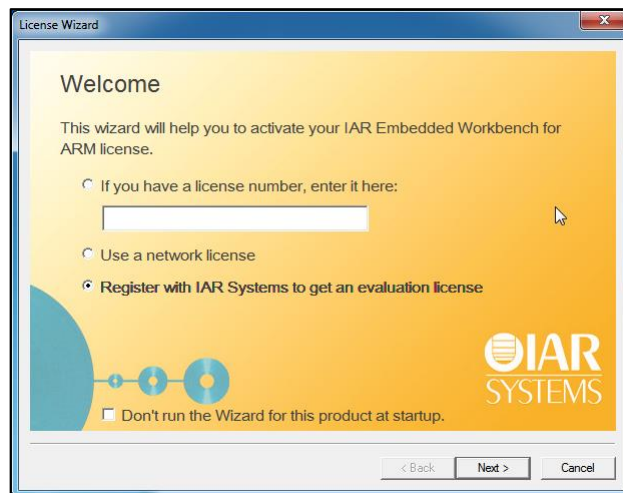 License Wizard
Welcome
This wizard will help you to activate your IAR Embedded Workbench for
ARM license.
If you have a license number, enter it here:
Use a network license
Register with IAR Systems to get an evaluation license
IAR
SYSTEMS
Don't run the Wizard for this product at startup.
< Back Next > Cancel